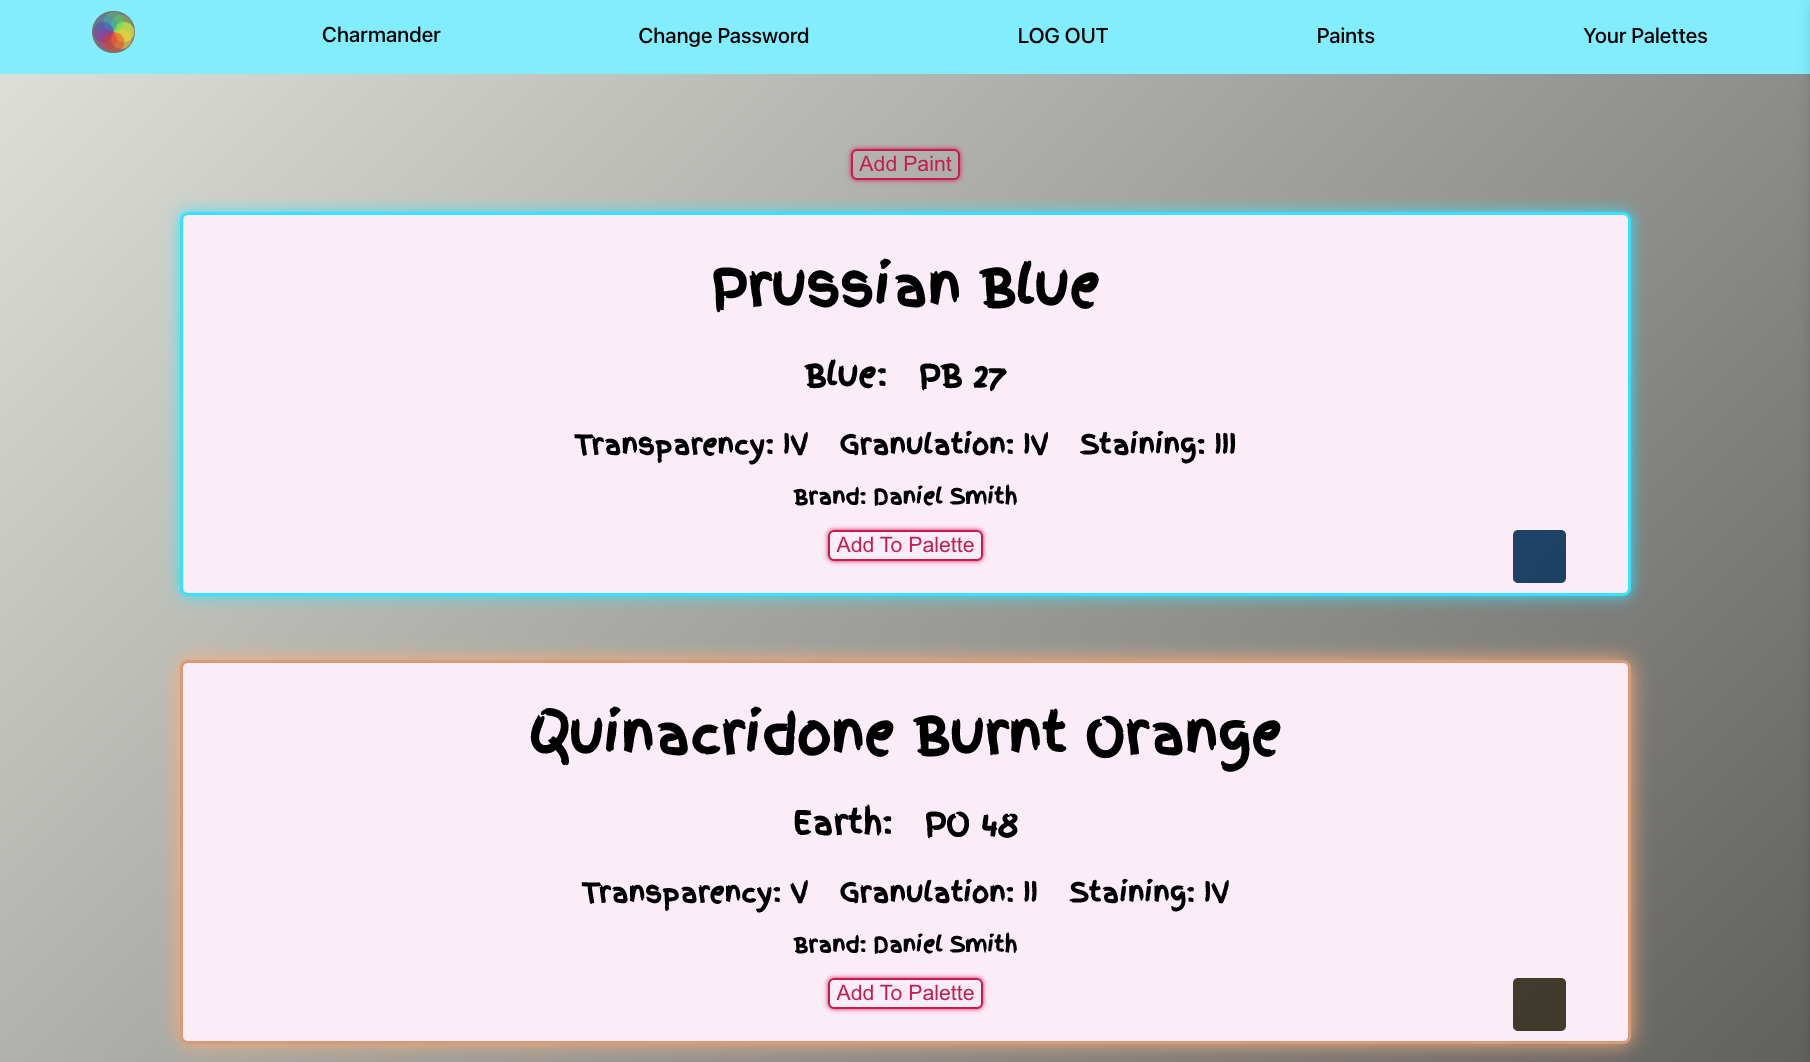 Charmander Change Password LOG OUT Paints Your Palettes
Add Paint
Prussian Blue
Blue: PB 27
Transparency: IV Granulation: IV Staining: III
Brand: Daniel Smith
Add To Palette
Quinacridone Burnt Orange
Earth: PO 48
Transparency: V Granulation: II Staining: IV
Brand: Daniel Smith
Add To Palette